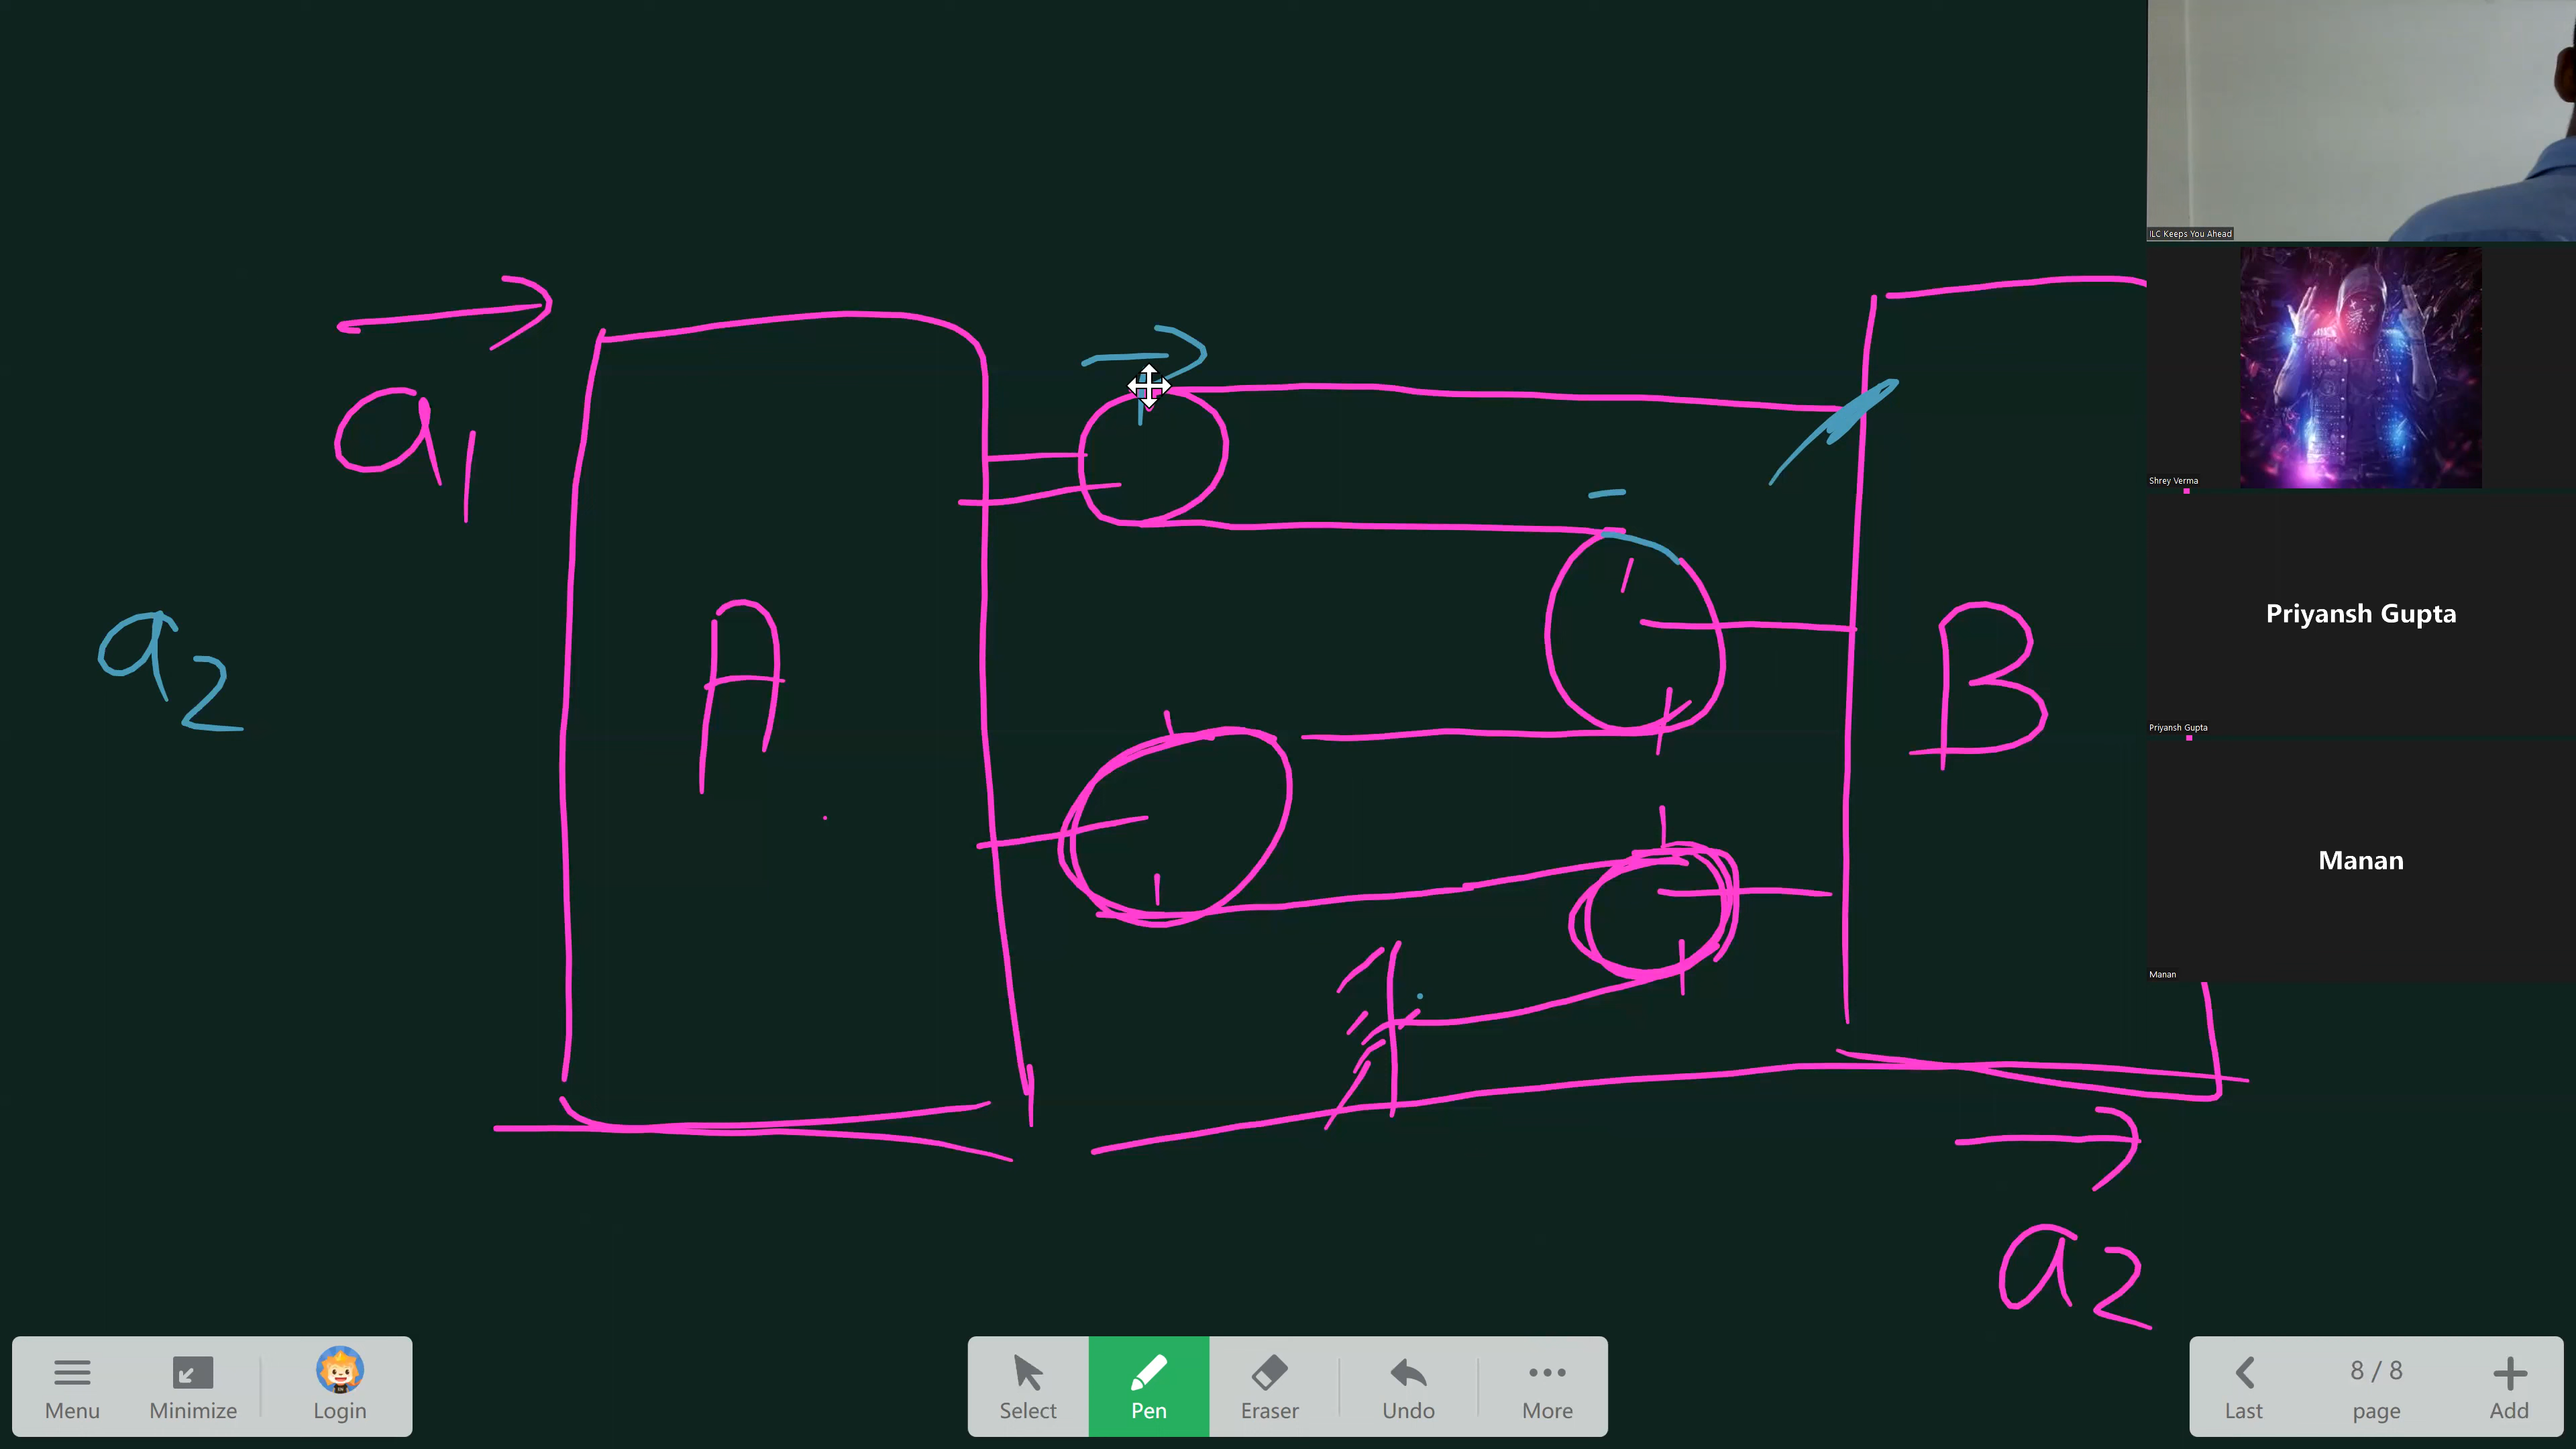 a1
a2
A
B
a2
ILC Keeps You Ahead
Shrey Verma
Priyansh Gupta
Priyansh Gupta
Manan
Manan
Menu
Minimize
Login
Select
Pen
Eraser
Undo
More
Last
8 / 8
page
Add